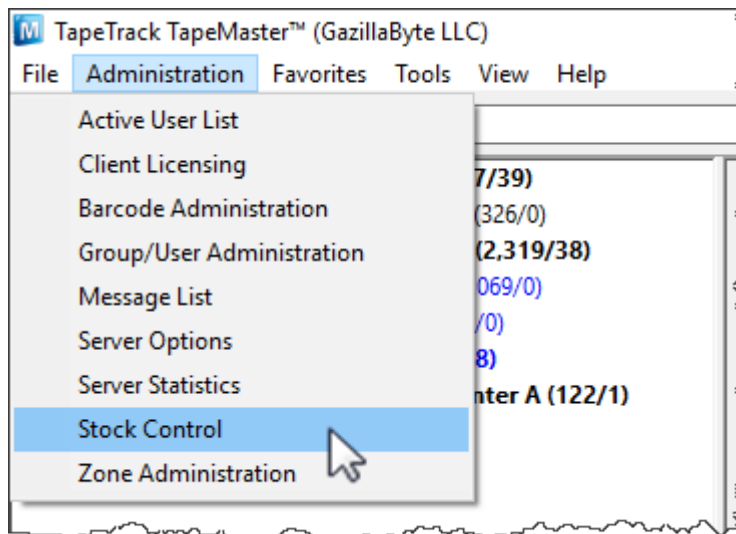 TapeTrack TapeMaster™ (GazillaByte LLC)
File Administration Favorites Tools View Help
Active User List
Client Licensing
Barcode Administration
Group/User Administration
Message List
Server Options
Server Statistics
Stock Control
Zone Administration
7/39)
(326/0)
(2,319/38)
069/0)
/0)
8)
nter A (122/1)